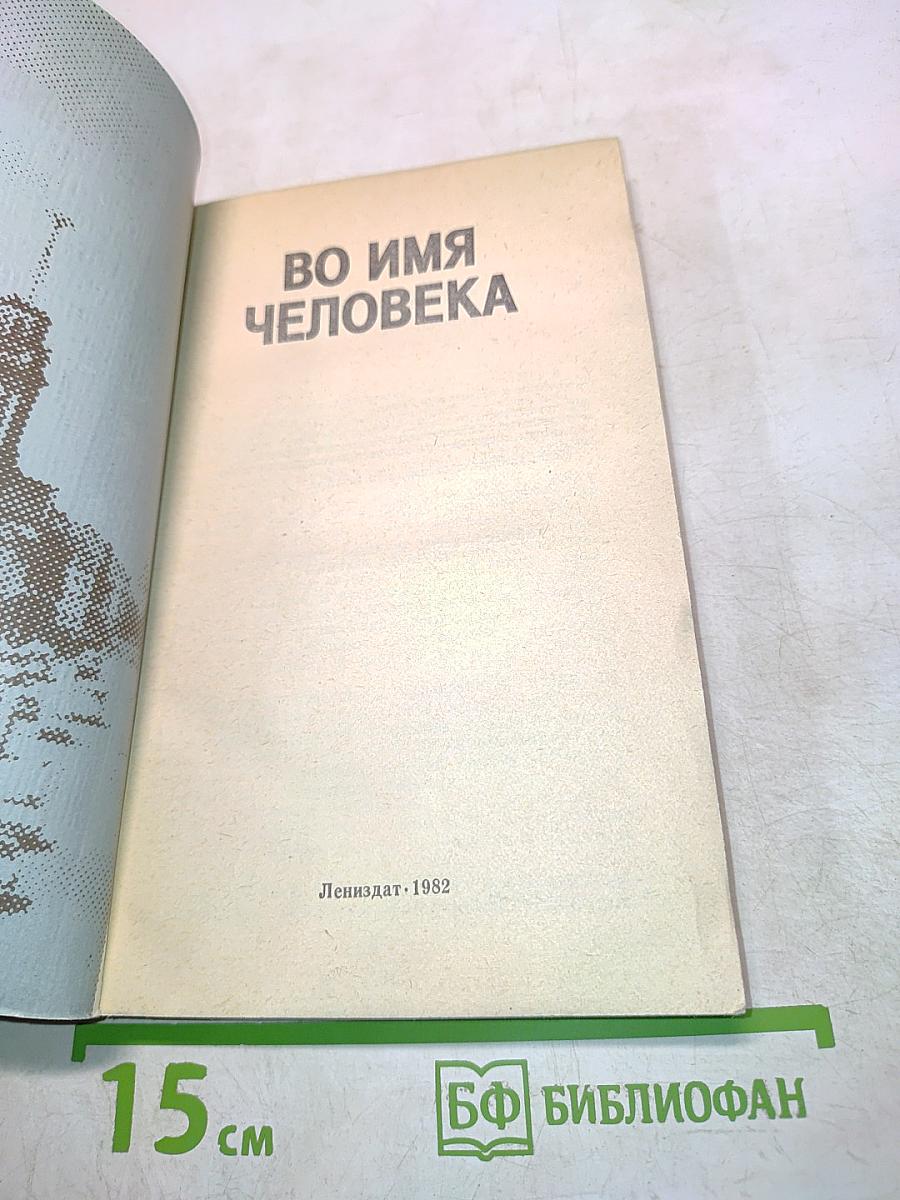 ВО ИМЯ
ЧЕЛОВЕКА
Лениздат · 1982
15 см
БФ БИБЛИОФАН